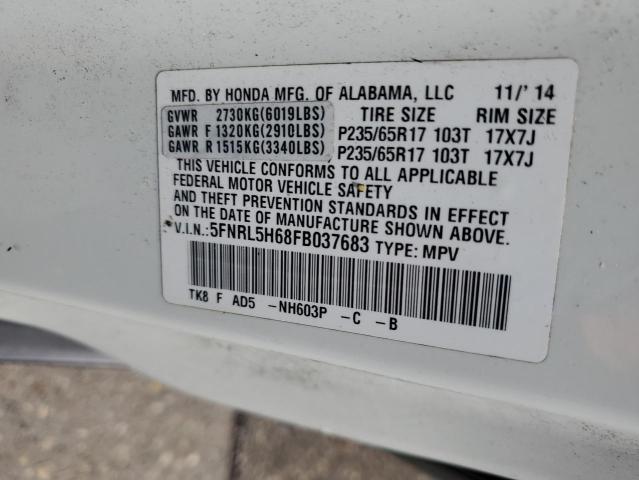 MFD. BY HONDA MFG. OF ALABAMA, LLC 11/'14
GVWR 2730KG(6019LBS) TIRE SIZE RIM SIZE
GAWR F 1320KG(2910LBS) P235/65R17 103T 17X7J
GAWR R 1515KG(3340LBS) P235/65R17 103T 17X7J
THIS VEHICLE CONFORMS TO ALL APPLICABLE
FEDERAL MOTOR VEHICLE SAFETY
AND THEFT PREVENTION STANDARDS IN EFFECT
ON THE DATE OF MANUFACTURE SHOWN ABOVE.
V.I.N.:5FNRL5H68FB037683 TYPE: MPV
TK8 F AD5 -NH603P -C -B